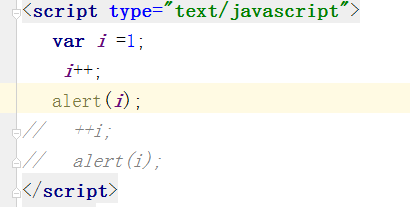 <script type="text/javascript">
var i =1;
i++;
alert(i);
// ++i;
// alert(i);
</script>